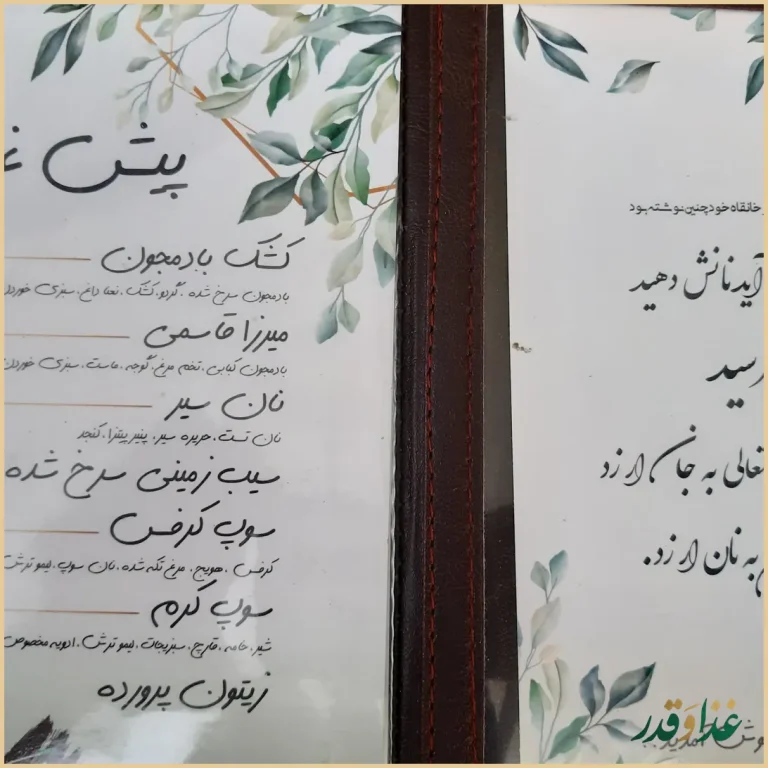 خانقاه خود چنین نوشته بود
آید نانش دهید
رسید
تعالی به جان ارزد
به نان ارزد.
خوش آمدید
غذا و قدر
پیش غ
کشک بادمجون
بادمجون سرخ شده، گردو، کشک، نعنا داغ، سبزی خوردن
میرزا قاسمی
بادمجون کبابی، تخم مرغ، گوجه، ماست، سبزی خوردن
نان سیر
نان تست، حریره سیر، پنیر پیتزا، کنجد
سیب زمینی سرخ شده
سوپ کرفس
کرفس، هویج، مرغ تکه شده، نان سوپ، لیمو ترش
سوپ کرم
شیر، خامه، قارچ، سبزیجات، لیمو ترش، ادویه مخصوص
زیتون پرورده